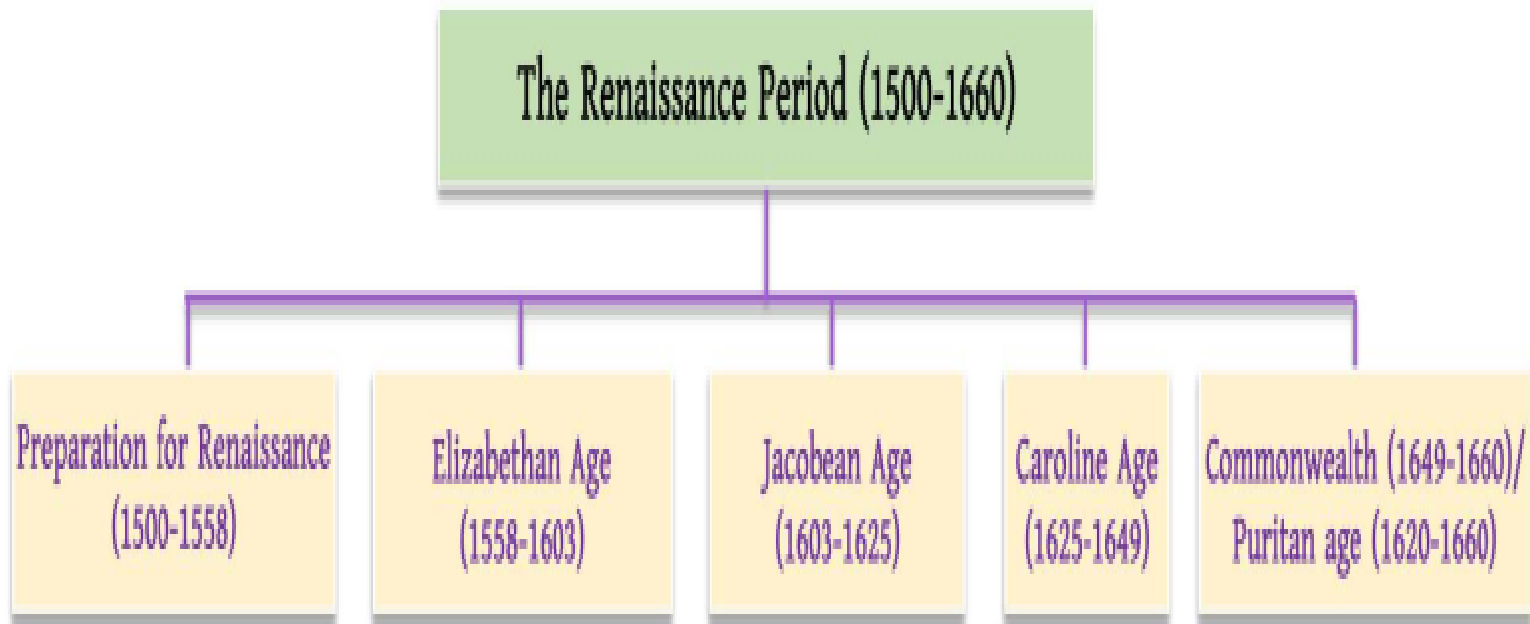 The Renaissance Period (1500-1660)
Preparation for Renaissance
(1500-1558)
Elizabethan Age
(1558-1603)
Jacobean Age
(1603-1625)
Caroline Age
(1625-1649)
Commonwealth (1649-1660)/
Puritan age (1620-1660)